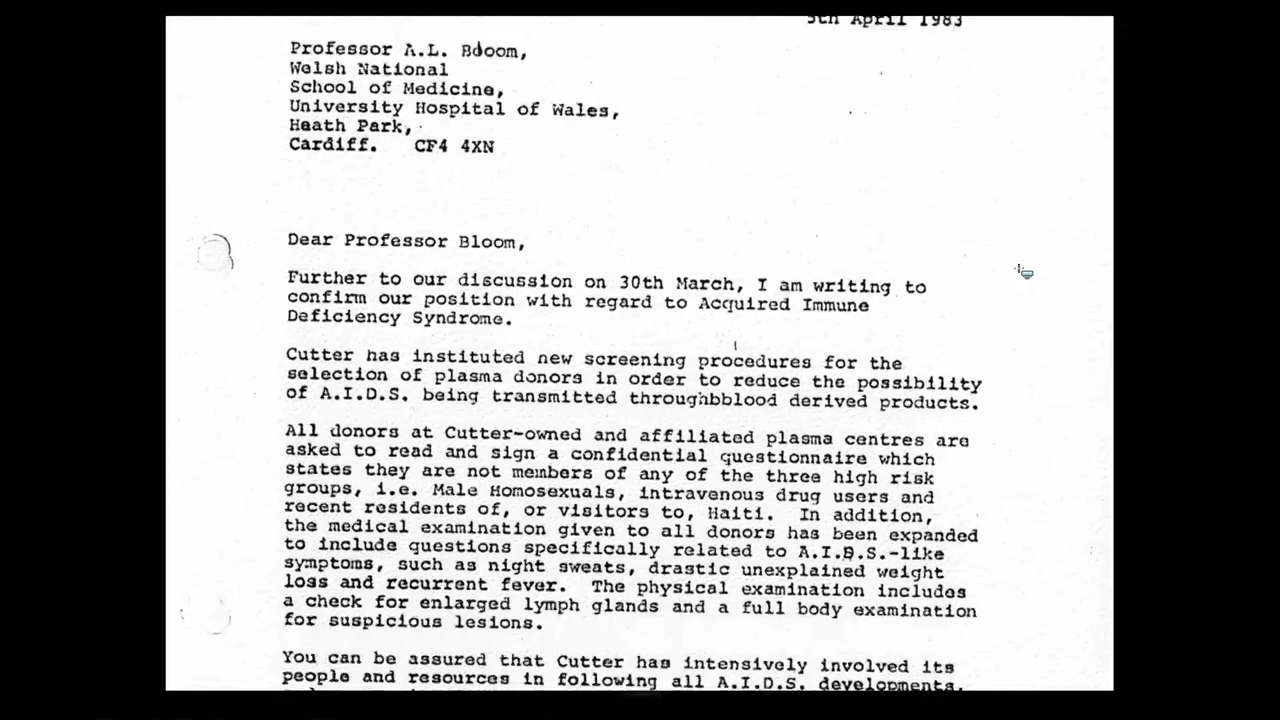 5th April 1983
Professor A.L. Bdoom,
Welsh National
School of Medicine,
University Hospital of Wales,
Heath Park,
Cardiff. CF4 4XN
Dear Professor Bloom,
Further to our discussion on 30th March, I am writing to
confirm our position with regard to Acquired Immune
Deficiency Syndrome.
Cutter has instituted new screening procedures for the
selection of plasma donors in order to reduce the possibility
of A.I.D.S. being transmitted throughbblood derived products.
All donors at Cutter-owned and affiliated plasma centres are
asked to read and sign a confidential questionnaire which
states they are not members of any of the three high risk
groups, i.e. Male Homosexuals, intravenous drug users and
recent residents of, or visitors to, Haiti. In addition,
the medical examination given to all donors has been expanded
to include questions specifically related to A.I.D.S.-like
symptoms, such as night sweats, drastic unexplained weight
loss and recurrent fever. The physical examination includes
a check for enlarged lymph glands and a full body examination
for suspicious lesions.
You can be assured that Cutter has intensively involved its
people and resources in following all A.I.D.S. developments,